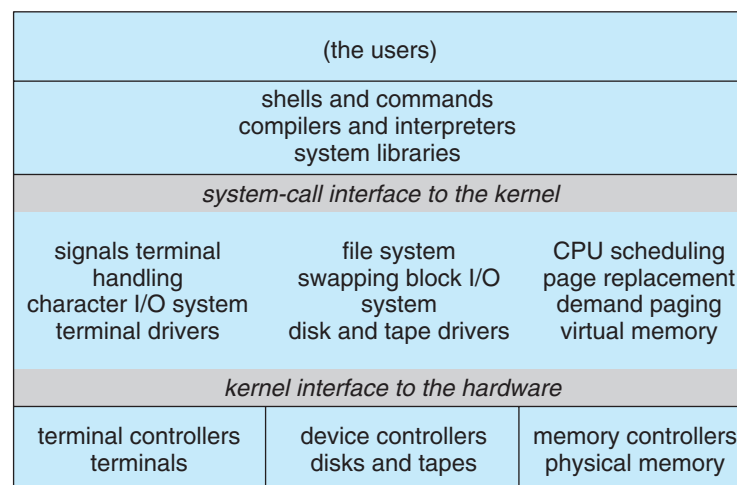 (the users)
shells and commands
compilers and interpreters
system libraries
system-call interface to the kernel
signals terminal
handling
character I/O system
terminal drivers
file system
swapping block I/O
system
disk and tape drivers
CPU scheduling
page replacement
demand paging
virtual memory
kernel interface to the hardware
terminal controllers
terminals
device controllers
disks and tapes
memory controllers
physical memory